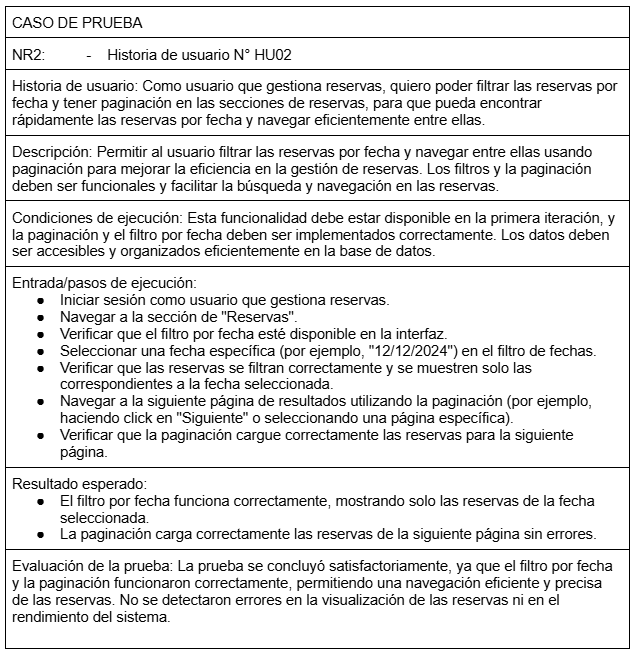 CASO DE PRUEBA
NR2: - Historia de usuario N° HU02
Historia de usuario: Como usuario que gestiona reservas, quiero poder filtrar las reservas por
fecha y tener paginación en las secciones de reservas, para que pueda encontrar
rápidamente las reservas por fecha y navegar eficientemente entre ellas.
Descripción: Permitir al usuario filtrar las reservas por fecha y navegar entre ellas usando
paginación para mejorar la eficiencia en la gestión de reservas. Los filtros y la paginación
deben ser funcionales y facilitar la búsqueda y navegación en las reservas.
Condiciones de ejecución: Esta funcionalidad debe estar disponible en la primera iteración, y
la paginación y el filtro por fecha deben ser implementados correctamente. Los datos deben
ser accesibles y organizados eficientemente en la base de datos.
Entrada/pasos de ejecución:
● Iniciar sesión como usuario que gestiona reservas.
● Navegar a la sección de "Reservas".
● Verificar que el filtro por fecha esté disponible en la interfaz.
● Seleccionar una fecha específica (por ejemplo, "12/12/2024") en el filtro de fechas.
● Verificar que las reservas se filtran correctamente y se muestren solo las
correspondientes a la fecha seleccionada.
● Navegar a la siguiente página de resultados utilizando la paginación (por ejemplo,
haciendo click en "Siguiente" o seleccionando una página específica).
● Verificar que la paginación cargue correctamente las reservas para la siguiente
página.
Resultado esperado:
● El filtro por fecha funciona correctamente, mostrando solo las reservas de la fecha
seleccionada.
● La paginación carga correctamente las reservas de la siguiente página sin errores.
Evaluación de la prueba: La prueba se concluyó satisfactoriamente, ya que el filtro por fecha
y la paginación funcionaron correctamente, permitiendo una navegación eficiente y precisa
de las reservas. No se detectaron errores en la visualización de las reservas ni en el
rendimiento del sistema.